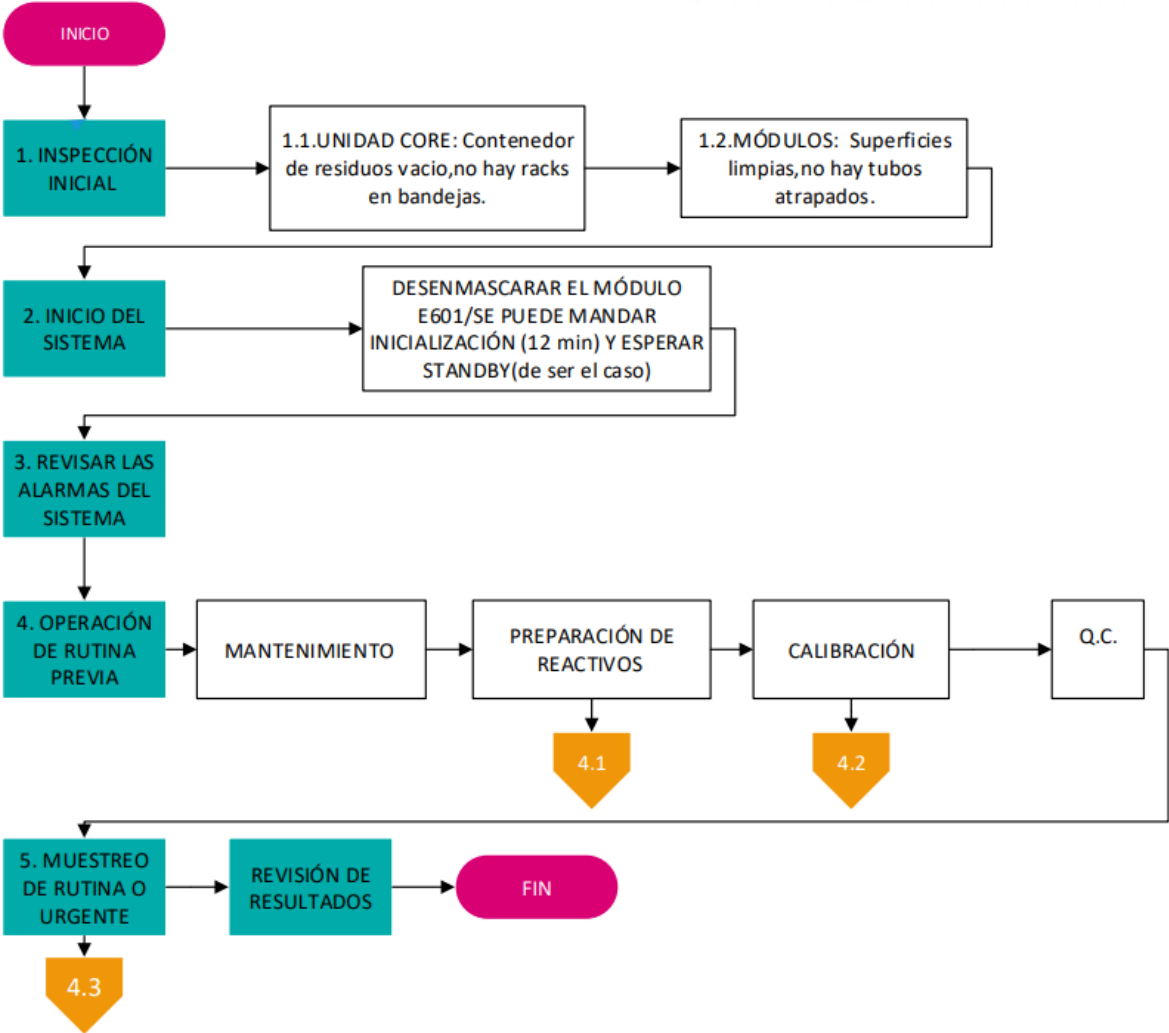 INICIO
1. INSPECCIÓN
INICIAL
1.1.UNIDAD CORE: Contenedor
de residuos vacio,no hay racks
en bandejas.
1.2.MÓDULOS: Superficies
limpias,no hay tubos
atrapados.
2. INICIO DEL
SISTEMA
DESENMASCARAR EL MÓDULO
E601/SE PUEDE MANDAR
INICIALIZACIÓN (12 min) Y ESPERAR
STANDBY(de ser el caso)
3. REVISAR LAS
ALARMAS DEL
SISTEMA
4. OPERACIÓN
DE RUTINA
PREVIA
MANTENIMIENTO
PREPARACIÓN DE
REACTIVOS
CALIBRACIÓN
Q.C.
4.1
4.2
5. MUESTREO
DE RUTINA O
URGENTE
REVISIÓN DE
RESULTADOS
FIN
4.3